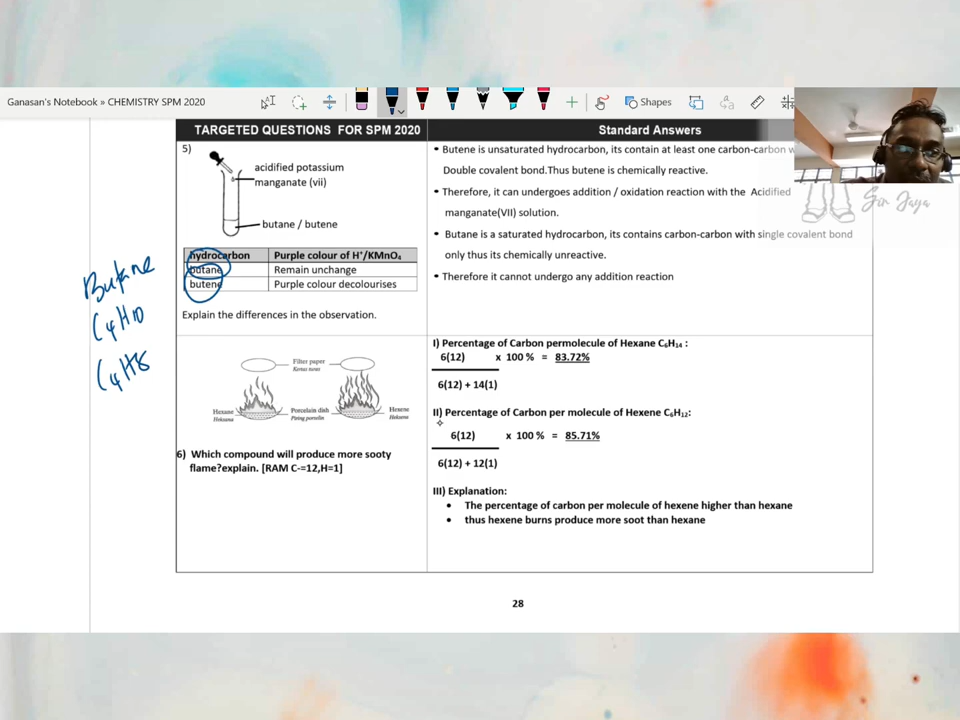 Ganasan's Notebook » CHEMISTRY SPM 2020
Shapes
TARGETED QUESTIONS FOR SPM 2020
Standard Answers
5)
acidified potassium
manganate (vii)
butane / butene
hydrocarbon Purple colour of H⁺/KMnO₄
butane Remain unchange
butene Purple colour decolourises
Explain the differences in the observation.
• Butene is unsaturated hydrocarbon, its contain at least one carbon-carbon
Double covalent bond.Thus butene is chemically reactive.
• Therefore, it can undergoes addition / oxidation reaction with the Acidified
manganate(VII) solution.
• Butane is a saturated hydrocarbon, its contains carbon-carbon with single covalent bond
only thus its chemically unreactive.
• Therefore it cannot undergo any addition reaction
Sir Jaya
Butane
C4H10
C4H8
Filter paper
Kertas turas
Hexane
Heksana
Porcelain dish
Piring porselin
Hexene
Heksena
6) Which compound will produce more sooty
flame?explain. [RAM C-=12,H=1]
I) Percentage of Carbon permolecule of Hexane C₆H₁₄ :
6(12) x 100 % = 83.72%
6(12) + 14(1)
II) Percentage of Carbon per molecule of Hexene C₆H₁₂:
6(12) x 100 % = 85.71%
6(12) + 12(1)
III) Explanation:
• The percentage of carbon per molecule of hexene higher than hexane
• thus hexene burns produce more soot than hexane
28